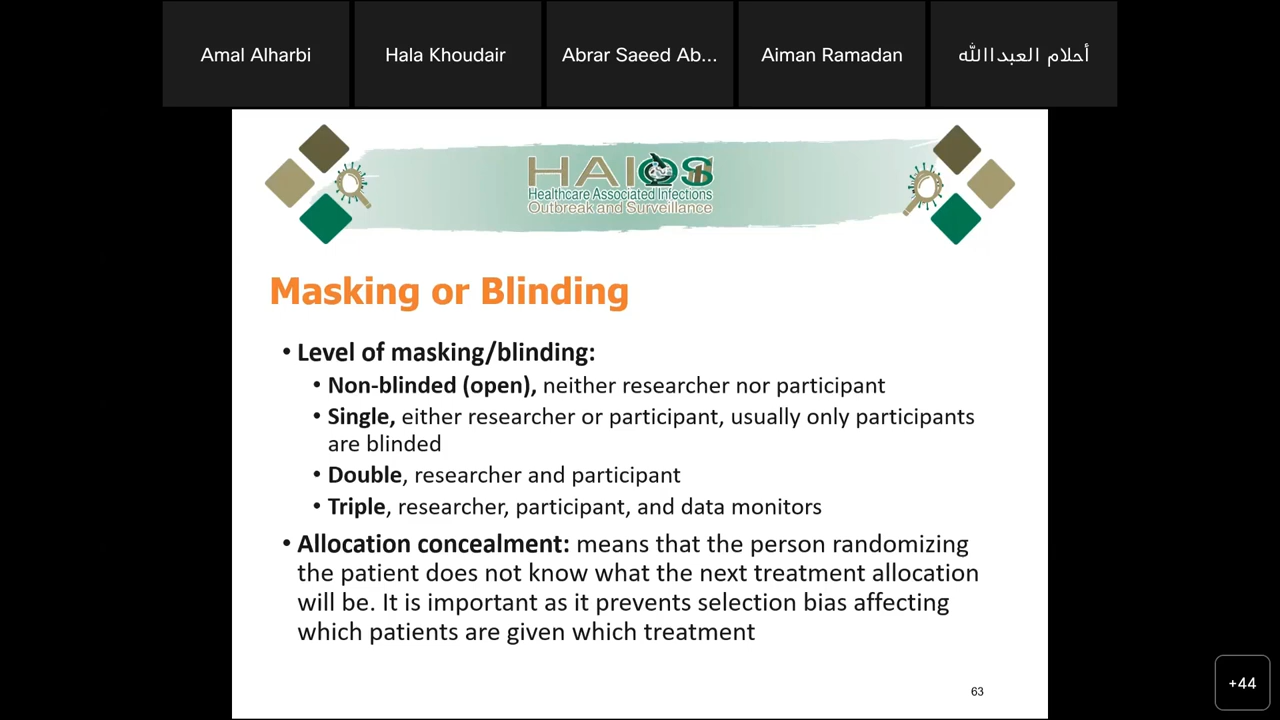 Amal Alharbi
Hala Khoudair
Abrar Saeed Ab...
Aiman Ramadan
أحلام العبداالله
HAIOS
Healthcare Associated Infections
Outbreak and Surveillance
Masking or Blinding
• Level of masking/blinding:
• Non-blinded (open), neither researcher nor participant
• Single, either researcher or participant, usually only participants
are blinded
• Double, researcher and participant
• Triple, researcher, participant, and data monitors
• Allocation concealment: means that the person randomizing
the patient does not know what the next treatment allocation
will be. It is important as it prevents selection bias affecting
which patients are given which treatment
63
+44